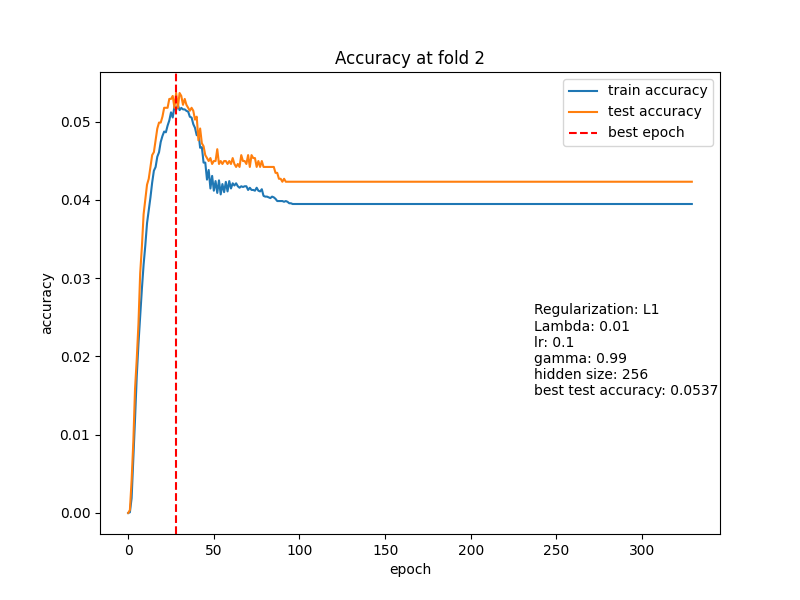 Accuracy at fold 2
train accuracy
test accuracy
best epoch
accuracy
0.05
0.04
0.03
0.02
0.01
0.00
Regularization: L1
Lambda: 0.01
lr: 0.1
gamma: 0.99
hidden size: 256
best test accuracy: 0.0537
0 50 100 150 200 250 300
epoch